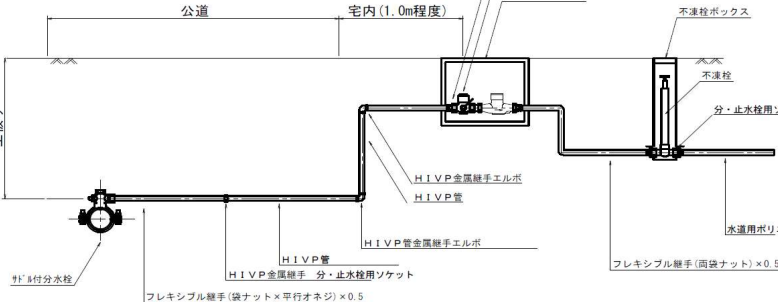 公道
宅内(1.0m程度)
不凍栓ボックス
不凍栓
分・止水栓用ソ
HIVP金属継手エルボ
HIVP管
HIVP管金属継手エルボ
水道用ポリ
HIVP管
フレキシブル継手(両袋ナット)×0.5
HIVP金属継手 分・止水栓用ソケット
サドル付分水栓
フレキシブル継手(袋ナット×平行オネジ)×0.5